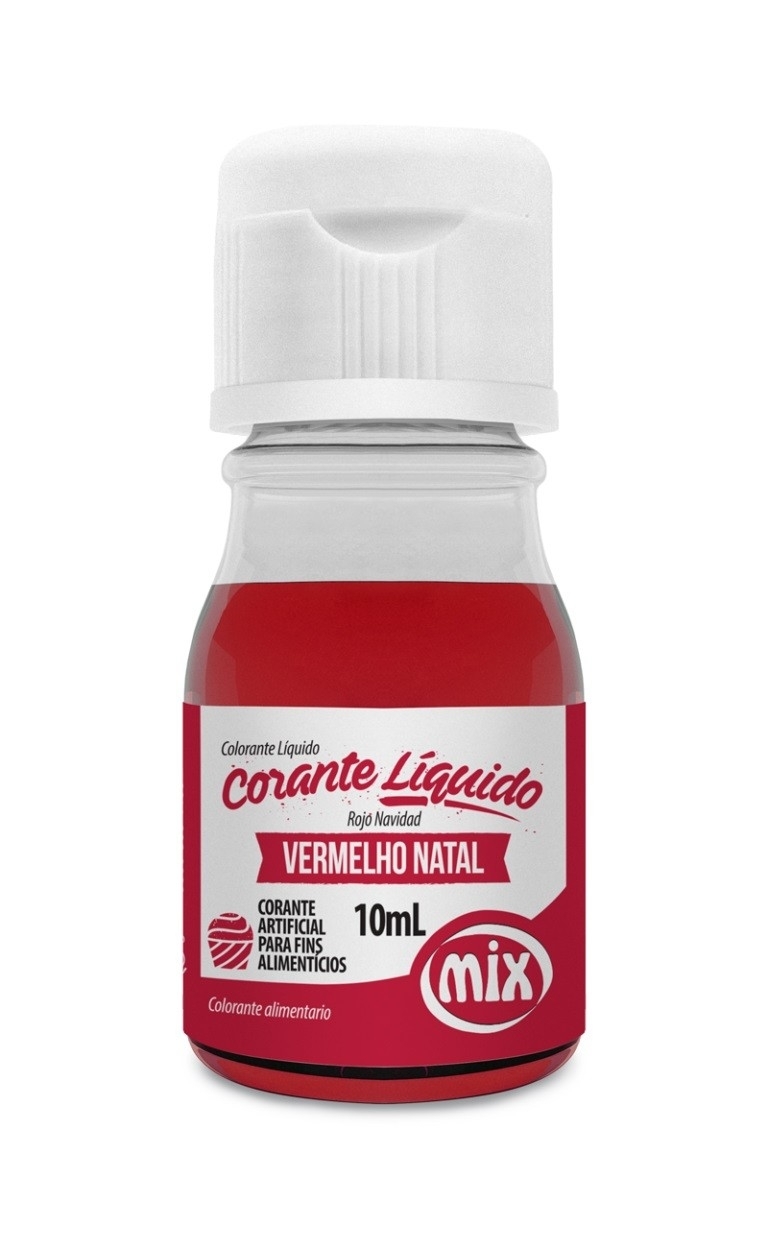 Colorante Líquido
Corante Líquido
Rojo Navidad
VERMELHO NATAL
CORANTE
ARTIFICIAL
PARA FINS
ALIMENTÍCIOS
10mL
mix
Colorante alimentario